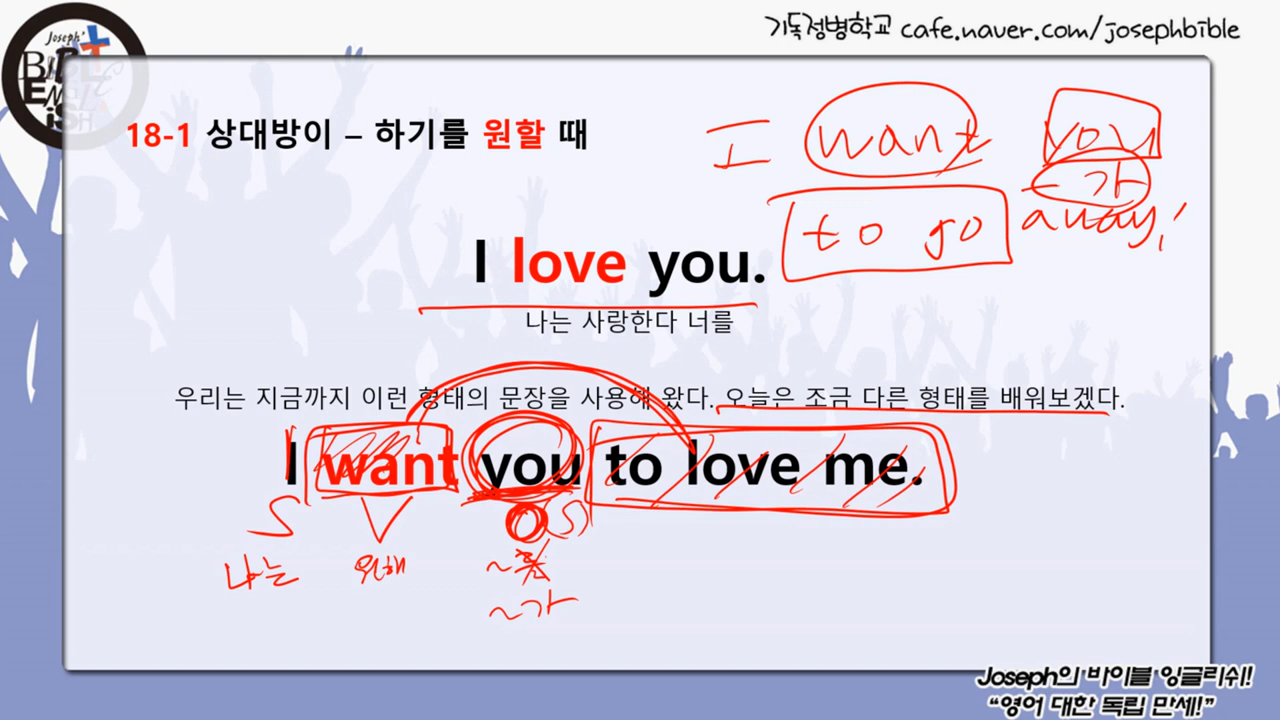 Joseph'
BIBLE
ENGLISH
기독정병학교 cafe.naver.com/josephbible
18-1 상대방이 – 하기를 원할 때
I want you
~가
to go away!
I love you.
나는 사랑한다 너를
우리는 지금까지 이런 형태의 문장을 사용해 왔다. 오늘은 조금 다른 형태를 배워보겠다.
I want you to love me.
S V O (S)
나는 원해
~가
Joseph의 바이블 잉글리쉬!
“영어 대한 독립 만세!”